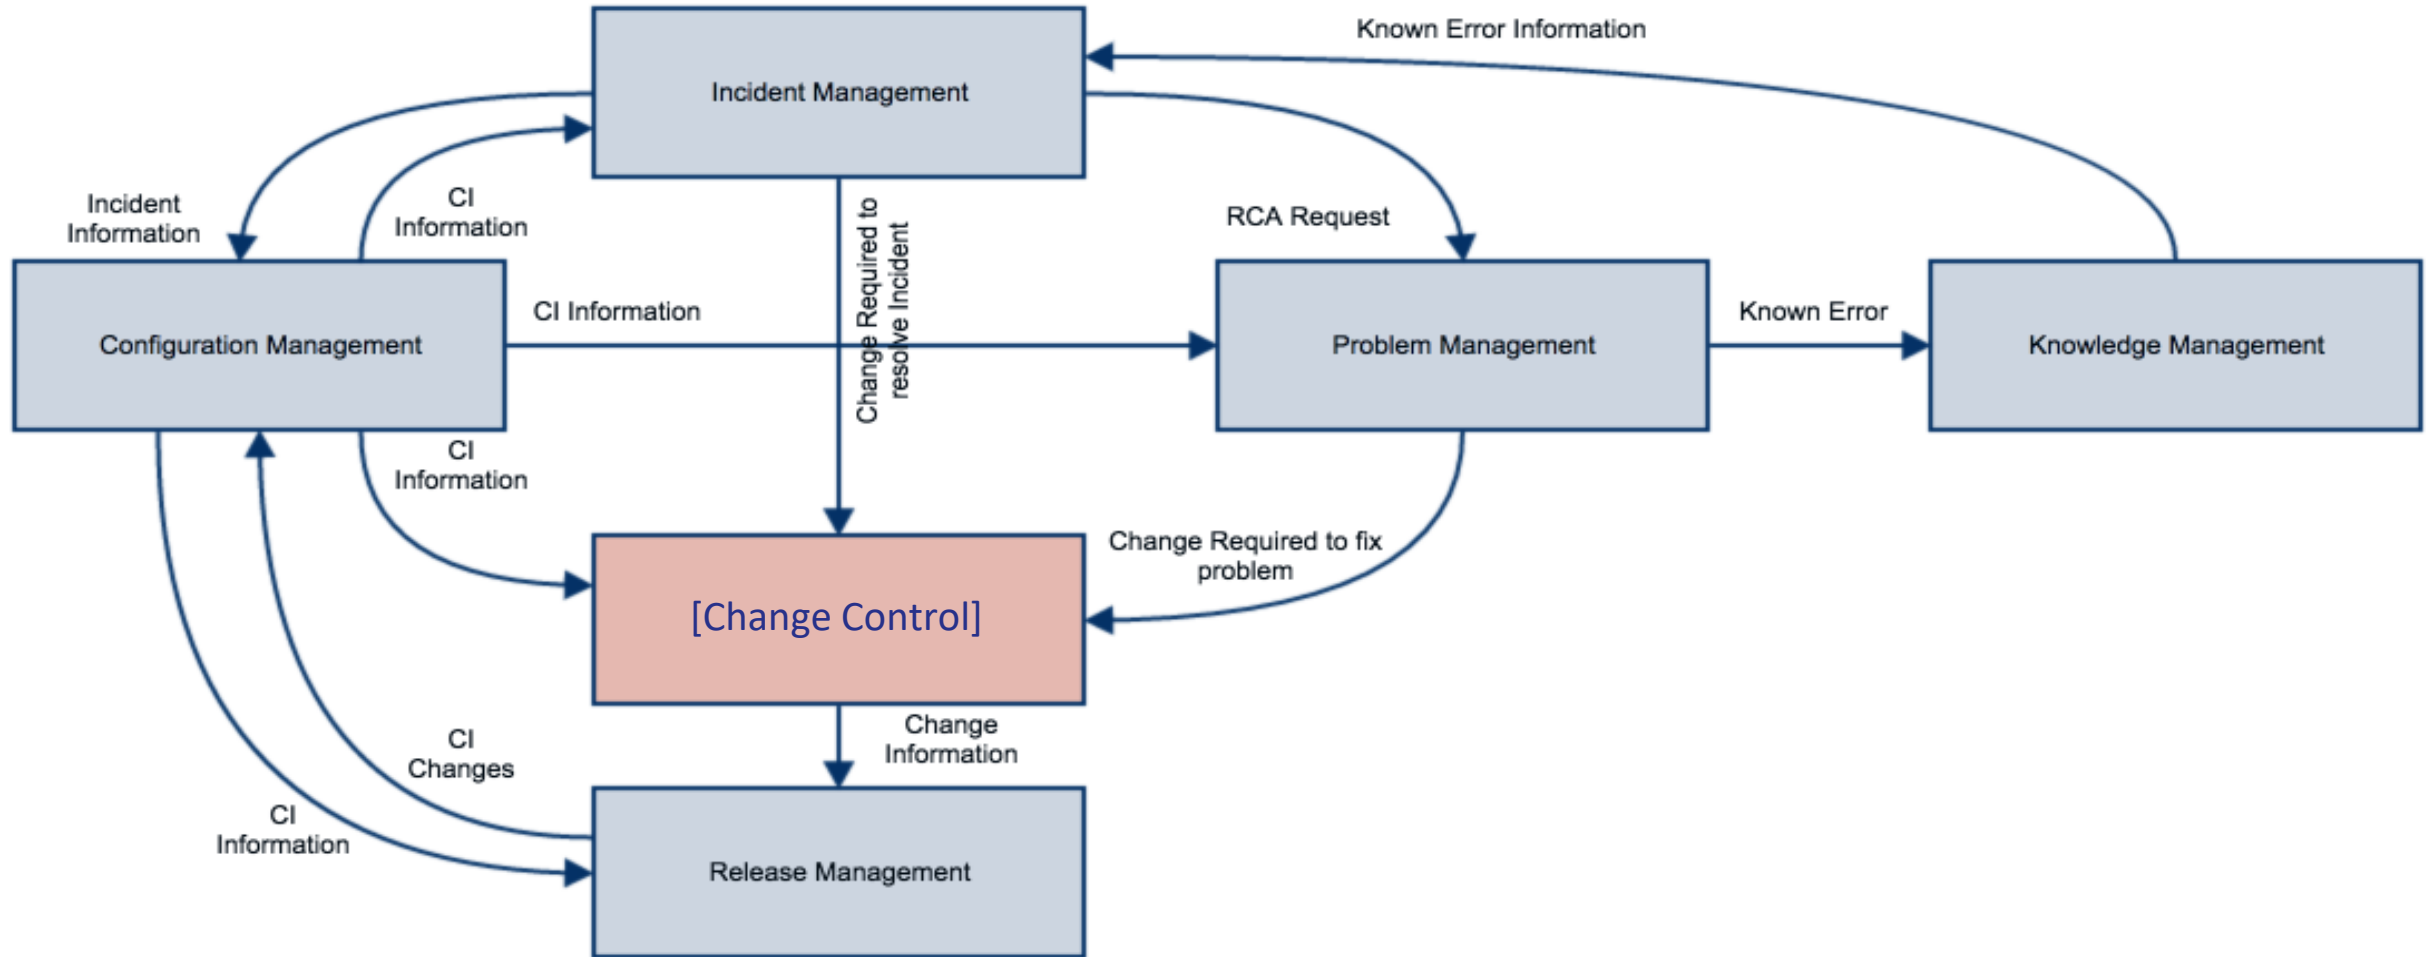 Known Error Information
Incident Management
Incident
Information
CI
Information
Change Required to
resolve Incident
RCA Request
CI Information
Known Error
Configuration Management
Problem Management
Knowledge Management
CI
Information
Change Required to fix
problem
[Change Control]
Change
Information
CI
Changes
CI
Information
Release Management